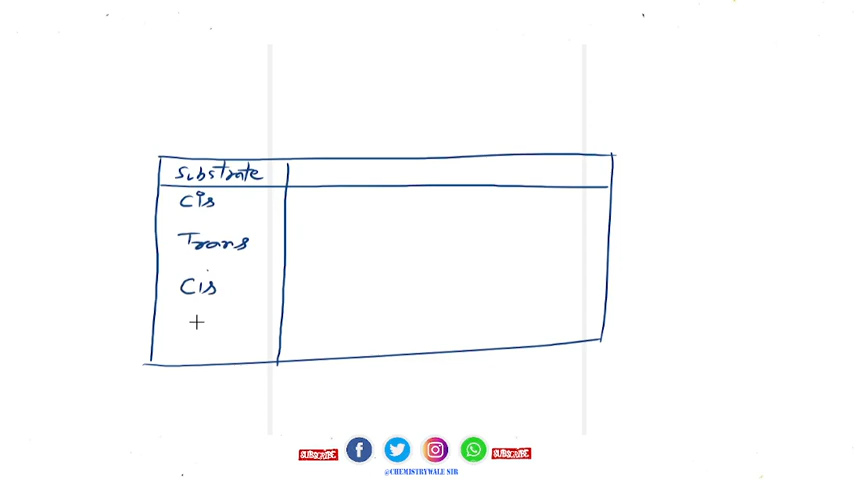 Substrate
Cis
Trans
Cis
SUBSCRIBE
SUBSCRIBE
@CHEMISTRYWALE SIR